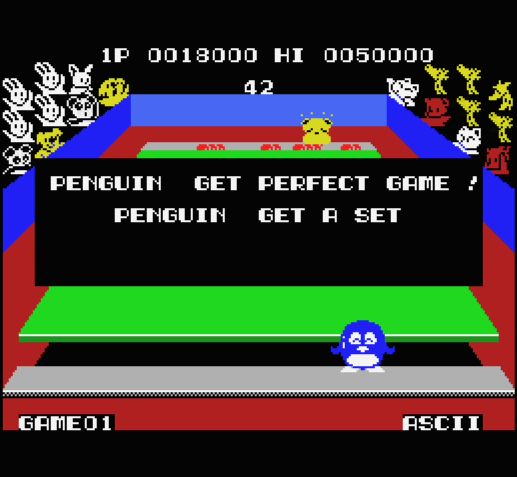 1P 0018000 HI 0050000
42
PENGUIN GET PERFECT GAME !
PENGUIN GET A SET
GAME01 ASCII